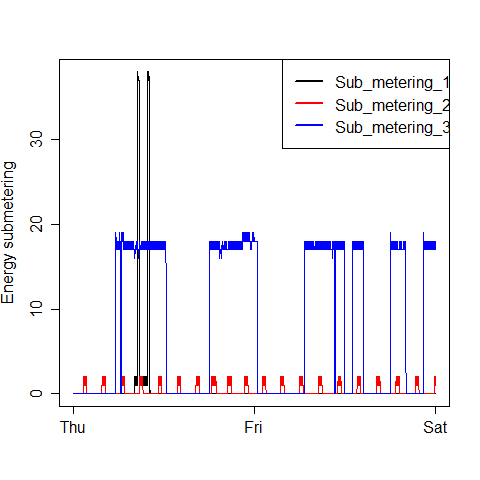 Sub_metering_1
Sub_metering_2
Sub_metering_3
Energy submetering
30
20
10
0
Thu Fri Sat